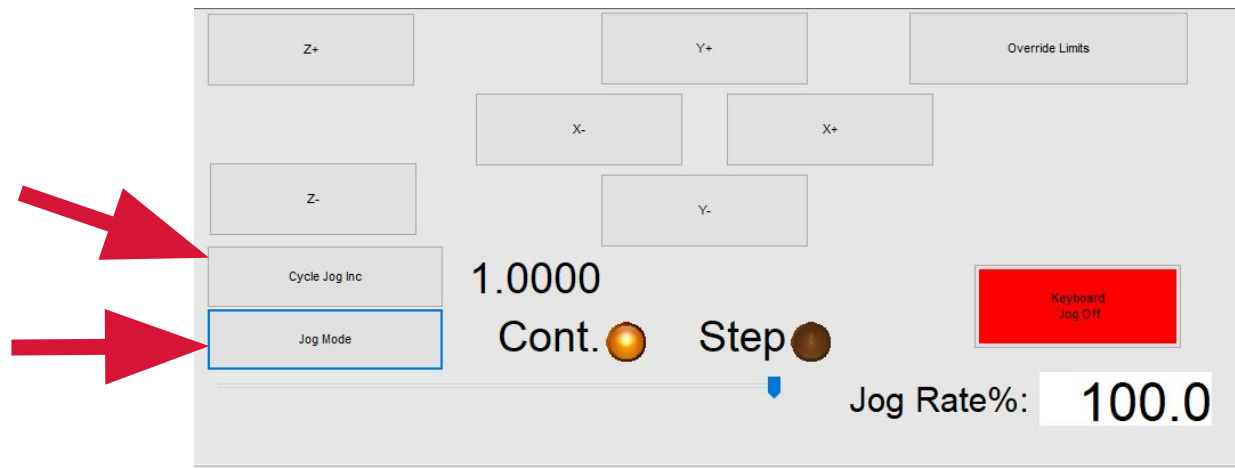 Z+
Y+
Override Limits
X-
X+
Z-
Y-
Cycle Jog Inc
1.0000
Keyboard
Jog Off
Jog Mode
Cont.
Step
Jog Rate%:
100.0